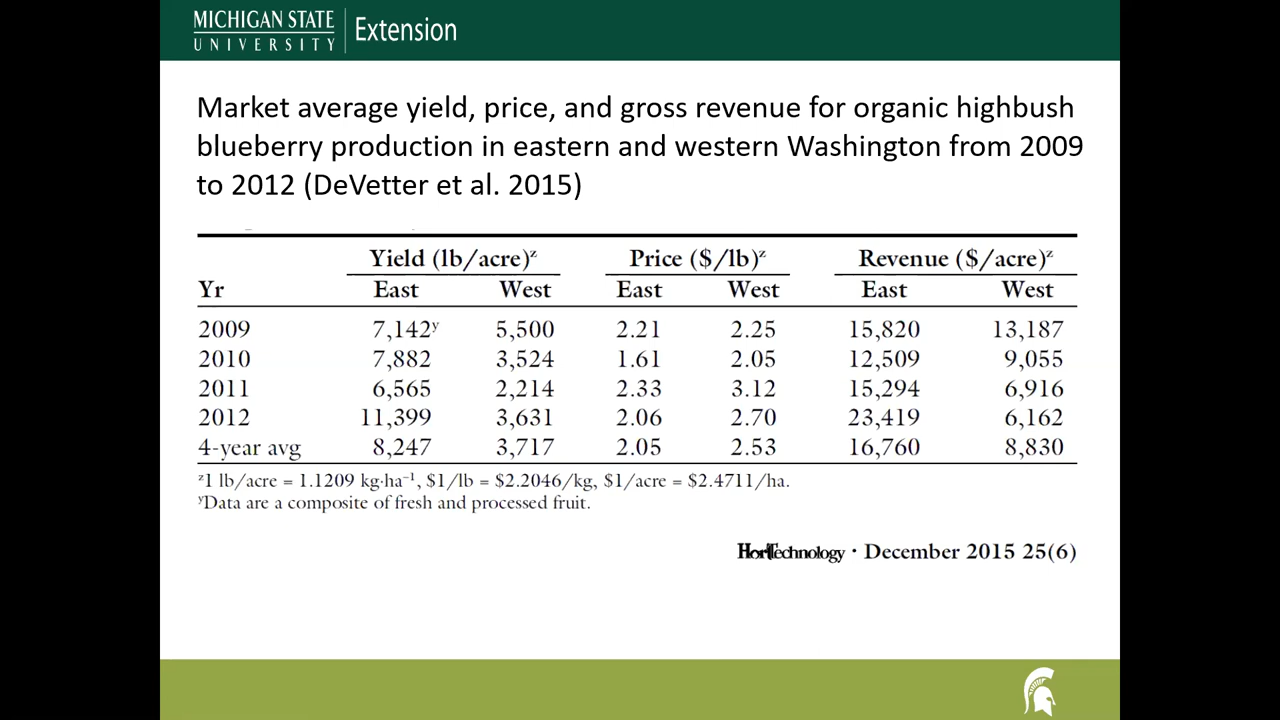 MICHIGAN STATE
UNIVERSITY
Extension
Market average yield, price, and gross revenue for organic highbush
blueberry production in eastern and western Washington from 2009
to 2012 (DeVetter et al. 2015)
Yield (lb/acre)ᶻ Price ($/lb)ᶻ Revenue ($/acre)ᶻ
Yr East West East West East West
2009 7,142ʸ 5,500 2.21 2.25 15,820 13,187
2010 7,882 3,524 1.61 2.05 12,509 9,055
2011 6,565 2,214 2.33 3.12 15,294 6,916
2012 11,399 3,631 2.06 2.70 23,419 6,162
4-year avg 8,247 3,717 2.05 2.53 16,760 8,830
ᶻ1 lb/acre = 1.1209 kg·ha⁻¹, $1/lb = $2.2046/kg, $1/acre = $2.4711/ha.
ʸData are a composite of fresh and processed fruit.
HortTechnology · December 2015 25(6)